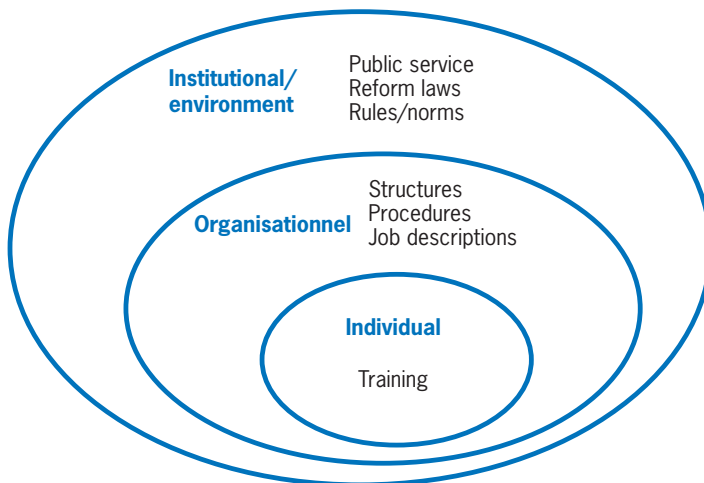 Institutional/
environment
Public service
Reform laws
Rules/norms
Organisationnel
Structures
Procedures
Job descriptions
Individual
Training